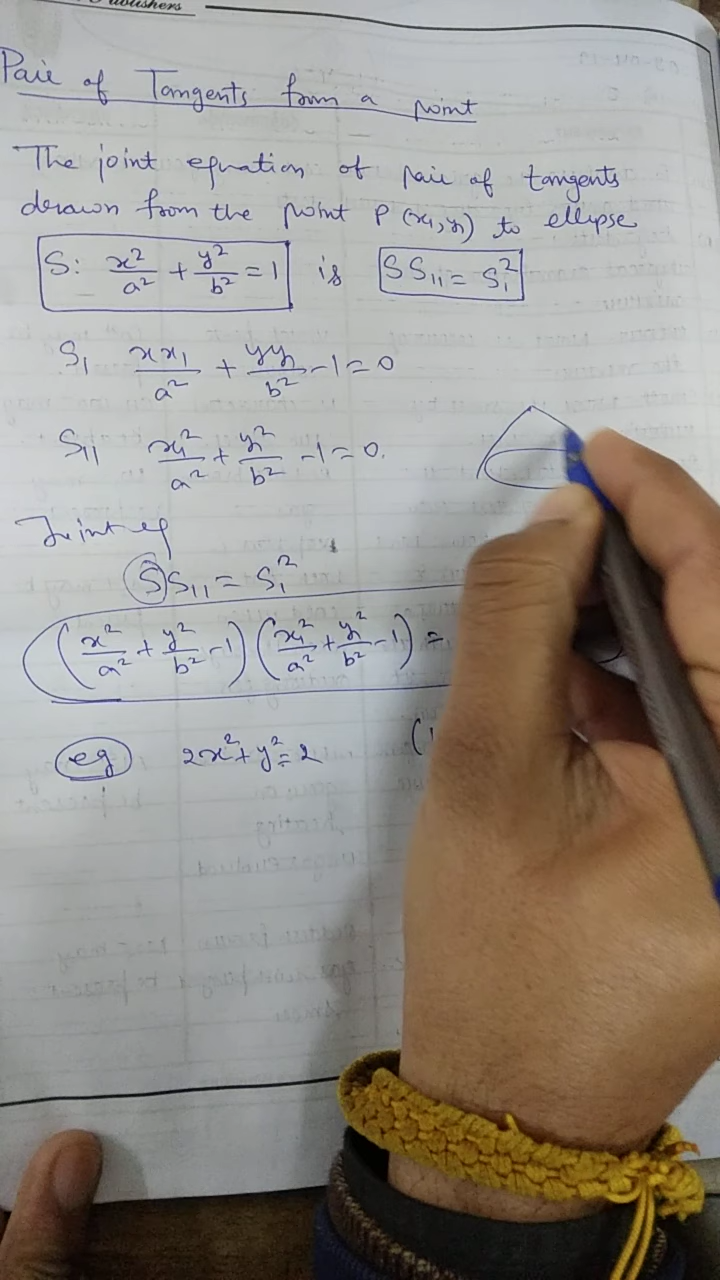 Publishers
Pair of Tangents from a point
The joint equation of pair of tangents
drawn from the point P (x₁, y₁) to ellipse
S: x²/a² + y²/b² = 1 is SS₁₁ = S₁²
S₁ xx₁/a² + yy₁/b² - 1 = 0
S₁₁ x₁²/a² + y₁²/b² - 1 = 0.
Joint eq
SS₁₁ = S₁²
(x²/a² + y²/b² - 1) (x₁²/a² + y₁²/b² - 1) =
eg 2x² + y² = 2 (1